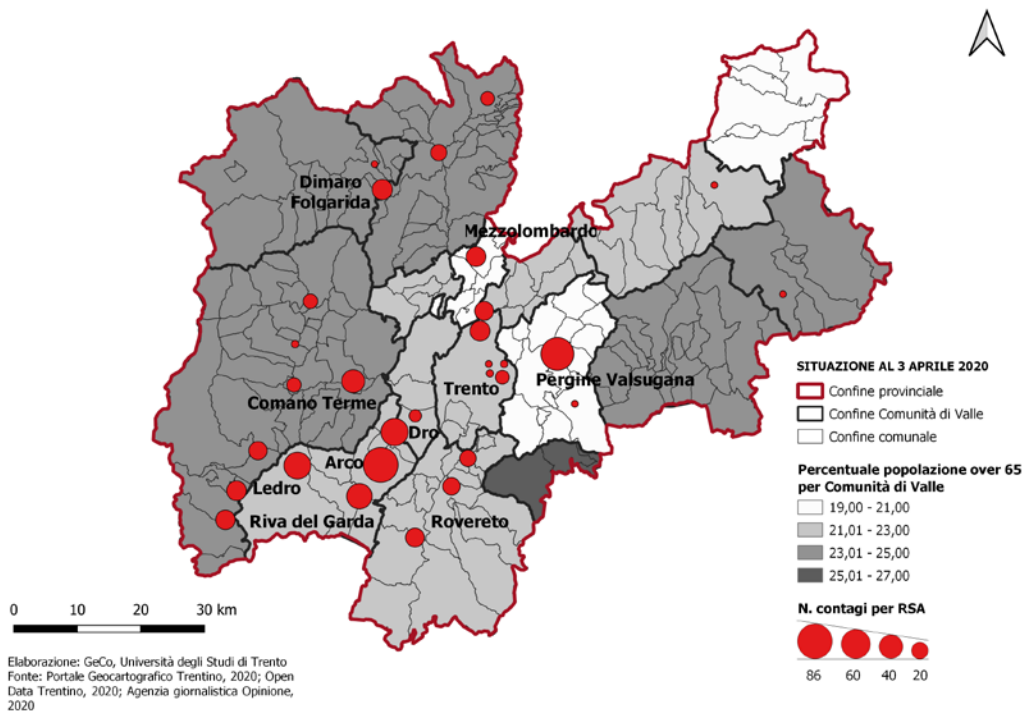 Dimaro
Folgarida
Mezzolombardo
Trento
Pergine Valsugana
Comano Terme
Dro
Arco
Ledro
Riva del Garda
Rovereto
SITUAZIONE AL 3 APRILE 2020
Confine provinciale
Confine Comunità di Valle
Confine comunale
Percentuale popolazione over 65
per Comunità di Valle
19,00 - 21,00
21,01 - 23,00
23,01 - 25,00
25,01 - 27,00
N. contagi per RSA
86 60 40 20
0 10 20 30 km
Elaborazione: GeCo, Università degli Studi di Trento
Fonte: Portale Geocartografico Trentino, 2020; Open
Data Trentino, 2020; Agenzia giornalistica Opinione,
2020